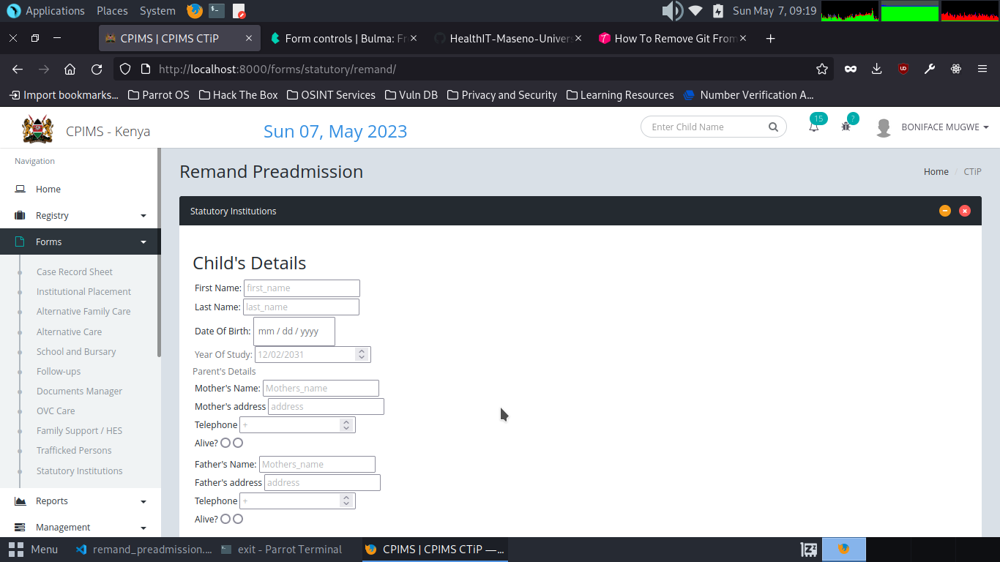 Applications Places System Sun May 7, 09:19
CPIMS | CPIMS CTiP Form controls | Bulma: Fr HealthIT-Maseno-Univers How To Remove Git From
http://localhost:8000/forms/statutory/remand/
Import bookmarks... Parrot OS Hack The Box OSINT Services Vuln DB Privacy and Security Learning Resources Number Verification A...
CPIMS - Kenya Sun 07, May 2023 Enter Child Name 15 ? BONIFACE MUGWE
Navigation
Home
Registry
Forms
Case Record Sheet
Institutional Placement
Alternative Family Care
Alternative Care
School and Bursary
Follow-ups
Documents Manager
OVC Care
Family Support / HES
Trafficked Persons
Statutory Institutions
Reports
Management
Remand Preadmission Home / CTiP
Statutory Institutions
Child's Details
First Name: first_name
Last Name: last_name
Date Of Birth: mm / dd / yyyy
Year Of Study: 12/02/2031
Parent's Details
Mother's Name: Mothers_name
Mother's address address
Telephone +
Alive?
Father's Name: Mothers_name
Father's address address
Telephone +
Alive?
Menu remand_preadmission.... exit - Parrot Terminal CPIMS | CPIMS CTiP —...